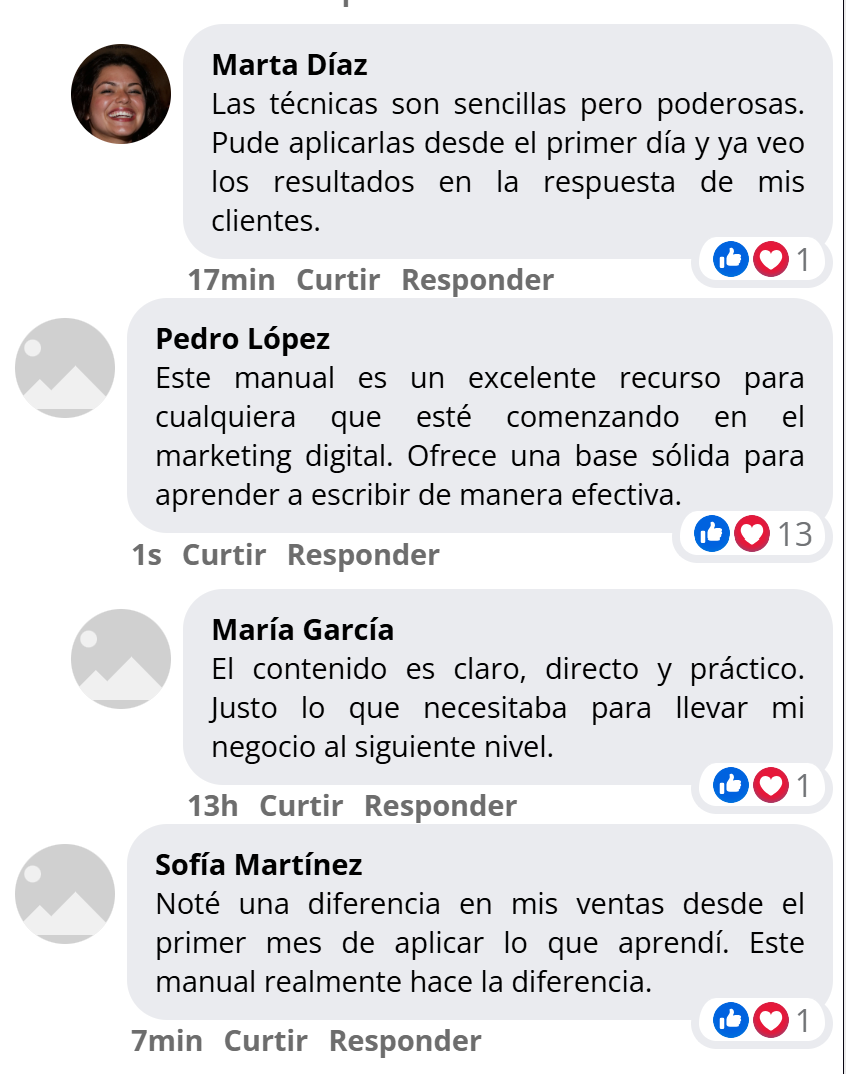 Marta Díaz
Las técnicas son sencillas pero poderosas.
Pude aplicarlas desde el primer día y ya veo
los resultados en la respuesta de mis
clientes.
1
17min Curtir Responder
Pedro López
Este manual es un excelente recurso para
cualquiera que esté comenzando en el
marketing digital. Ofrece una base sólida para
aprender a escribir de manera efectiva.
13
1s Curtir Responder
María García
El contenido es claro, directo y práctico.
Justo lo que necesitaba para llevar mi
negocio al siguiente nivel.
1
13h Curtir Responder
Sofía Martínez
Noté una diferencia en mis ventas desde el
primer mes de aplicar lo que aprendí. Este
manual realmente hace la diferencia.
1
7min Curtir Responder